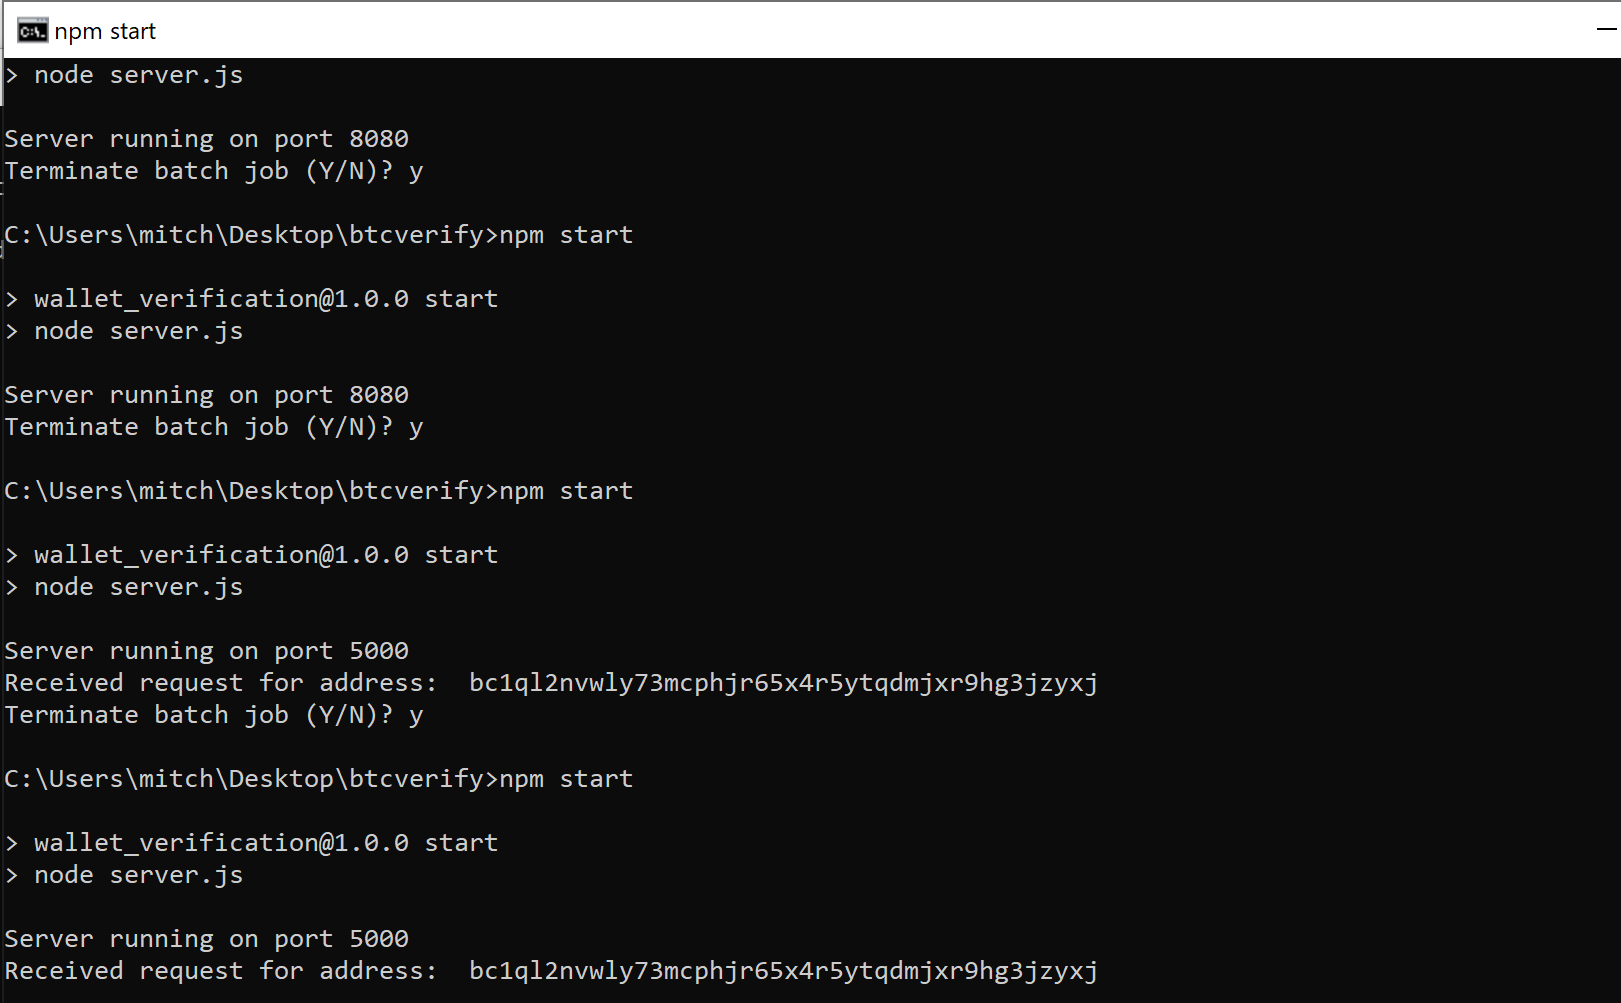 npm start
> node server.js
Server running on port 8080
Terminate batch job (Y/N)? y
C:\Users\mitch\Desktop\btcverify>npm start
> wallet_verification@1.0.0 start
> node server.js
Server running on port 8080
Terminate batch job (Y/N)? y
C:\Users\mitch\Desktop\btcverify>npm start
> wallet_verification@1.0.0 start
> node server.js
Server running on port 5000
Received request for address:  bc1ql2nvwly73mcphjr65x4r5ytqdmjxr9hg3jzyxj
Terminate batch job (Y/N)? y
C:\Users\mitch\Desktop\btcverify>npm start
> wallet_verification@1.0.0 start
> node server.js
Server running on port 5000
Received request for address:  bc1ql2nvwly73mcphjr65x4r5ytqdmjxr9hg3jzyxj